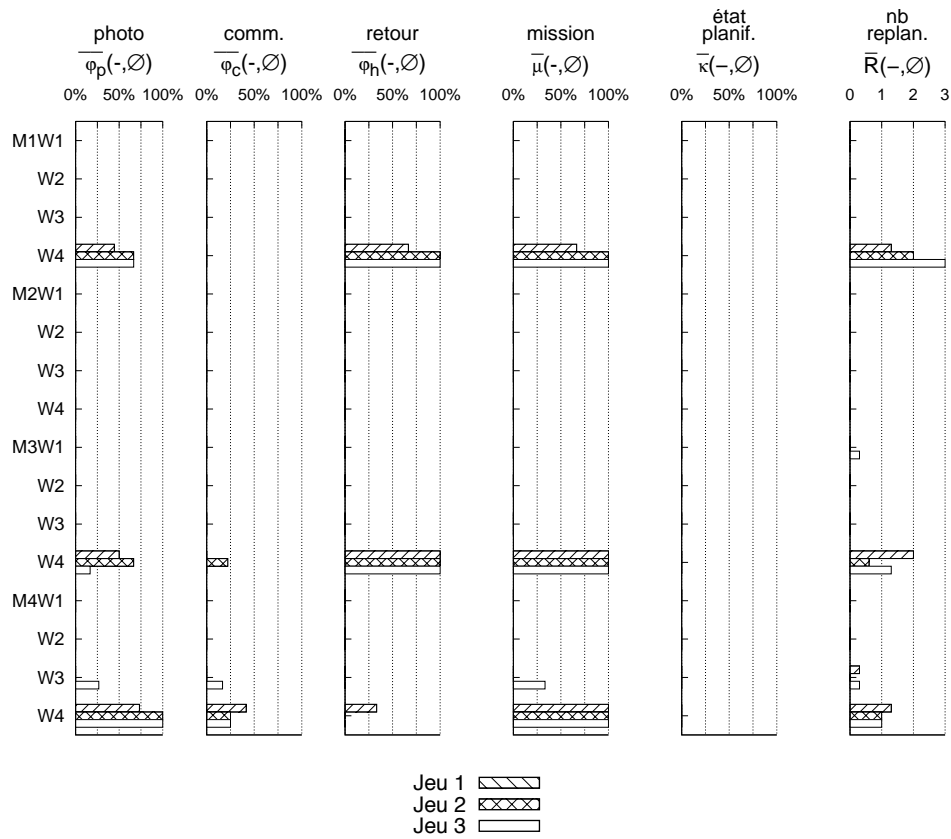 état nb
photo comm. retour mission planif. replan.
φp(-,∅) φc(-,∅) φh(-,∅) μ(-,∅) κ(−,∅) R(−,∅)
0% 50% 100% 0% 50% 100% 0% 50% 100% 0% 50% 100% 0% 50% 100% 0 1 2 3
M1W1
W2
W3
W4
M2W1
W2
W3
W4
M3W1
W2
W3
W4
M4W1
W2
W3
W4
Jeu 1
Jeu 2
Jeu 3